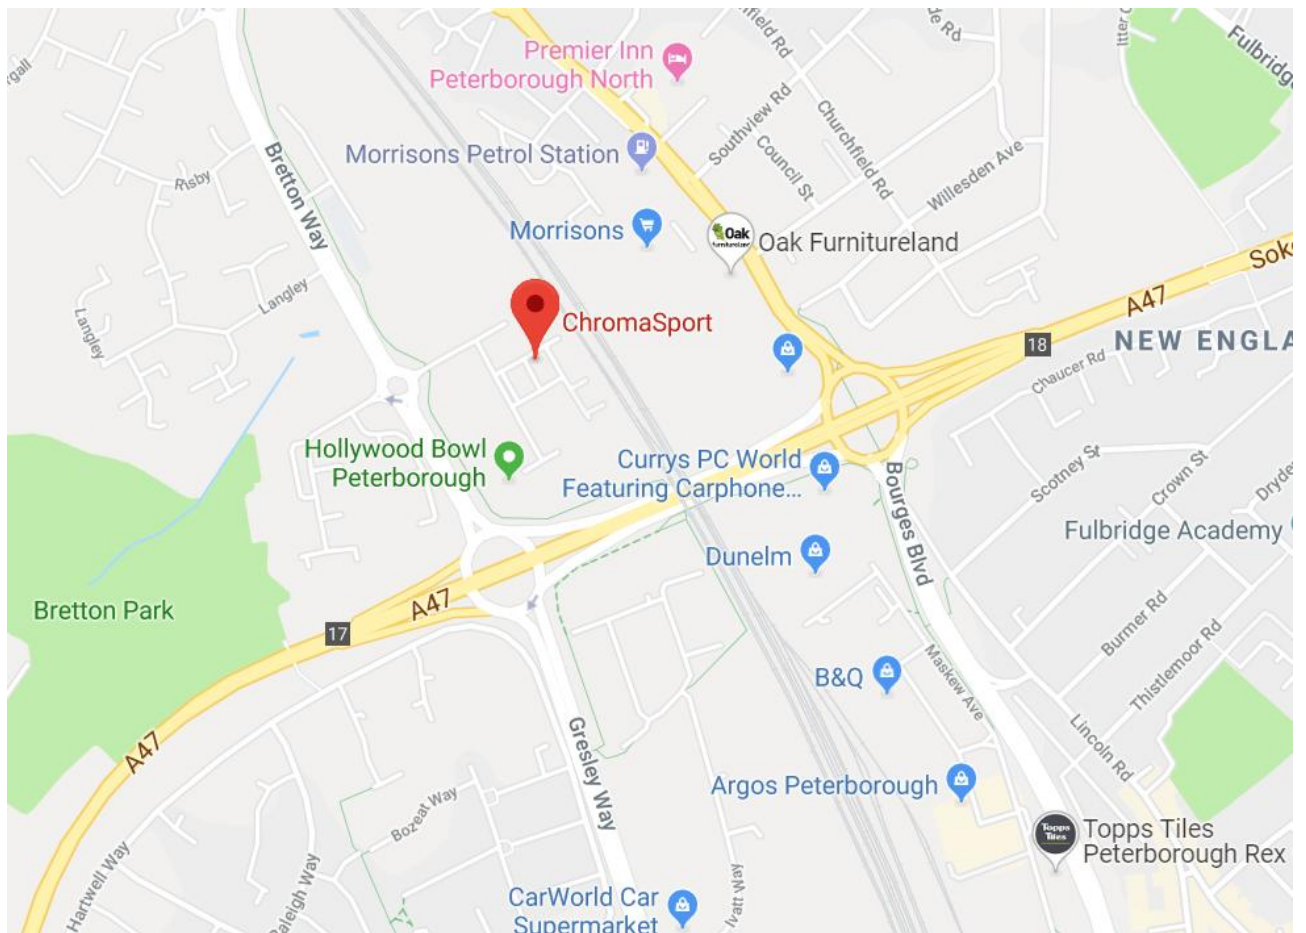 Premier Inn
Peterborough North
Fulbridge
Morrisons Petrol Station
Southview Rd
Council St
Churchfield Rd
Willesden Ave
Risby
Bretton Way
Morrisons
Oak
furnitureland
Oak Furnitureland
Langley
Langley
ChromaSport
A47
18
Chaucer Rd
Hollywood Bowl
Peterborough
Currys PC World
Featuring Carphone...
Bourges Blvd
Scotney St
Crown St
Fulbridge Academy
Dunelm
Bretton Park
A47
17
B&Q
Maskew Ave
Burmer Rd
Thistlemoor Rd
Lincoln Rd
A47
Gresley Way
Argos Peterborough
Bozeat Way
Topps
Tiles
Topps Tiles
Peterborough Rex
Hartwell Way
Raleigh Way
Ivatt Way
CarWorld Car
Supermarket